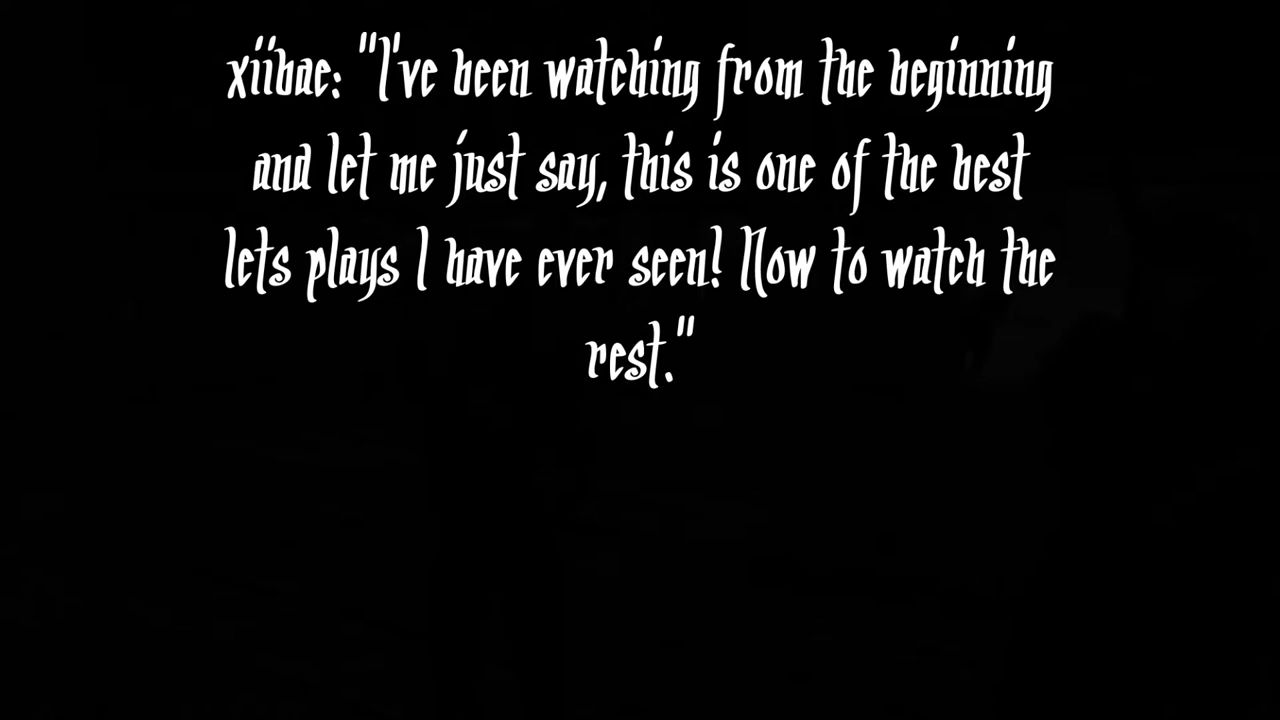 xiibae: "I've been watching from the beginning
and let me just say, this is one of the best
lets plays I have ever seen! Now to watch the
rest."